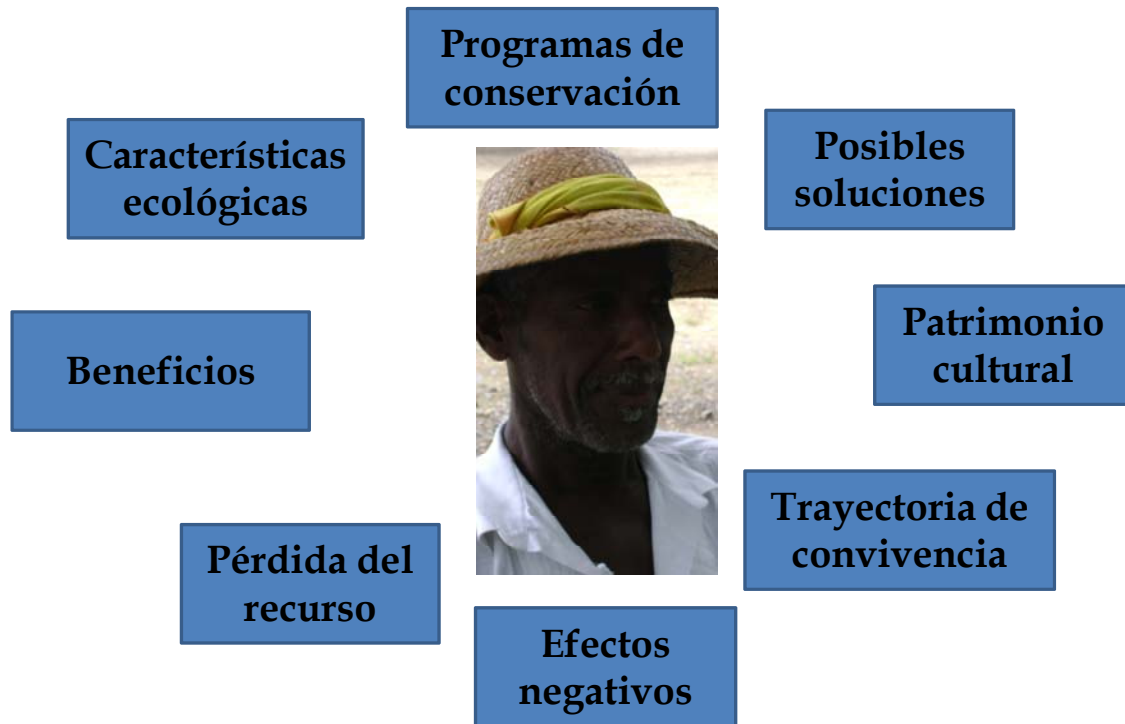 Programas de
conservación
Características
ecológicas
Posibles
soluciones
Beneficios
Patrimonio
cultural
Trayectoria de
convivencia
Pérdida del
recurso
Efectos
negativos